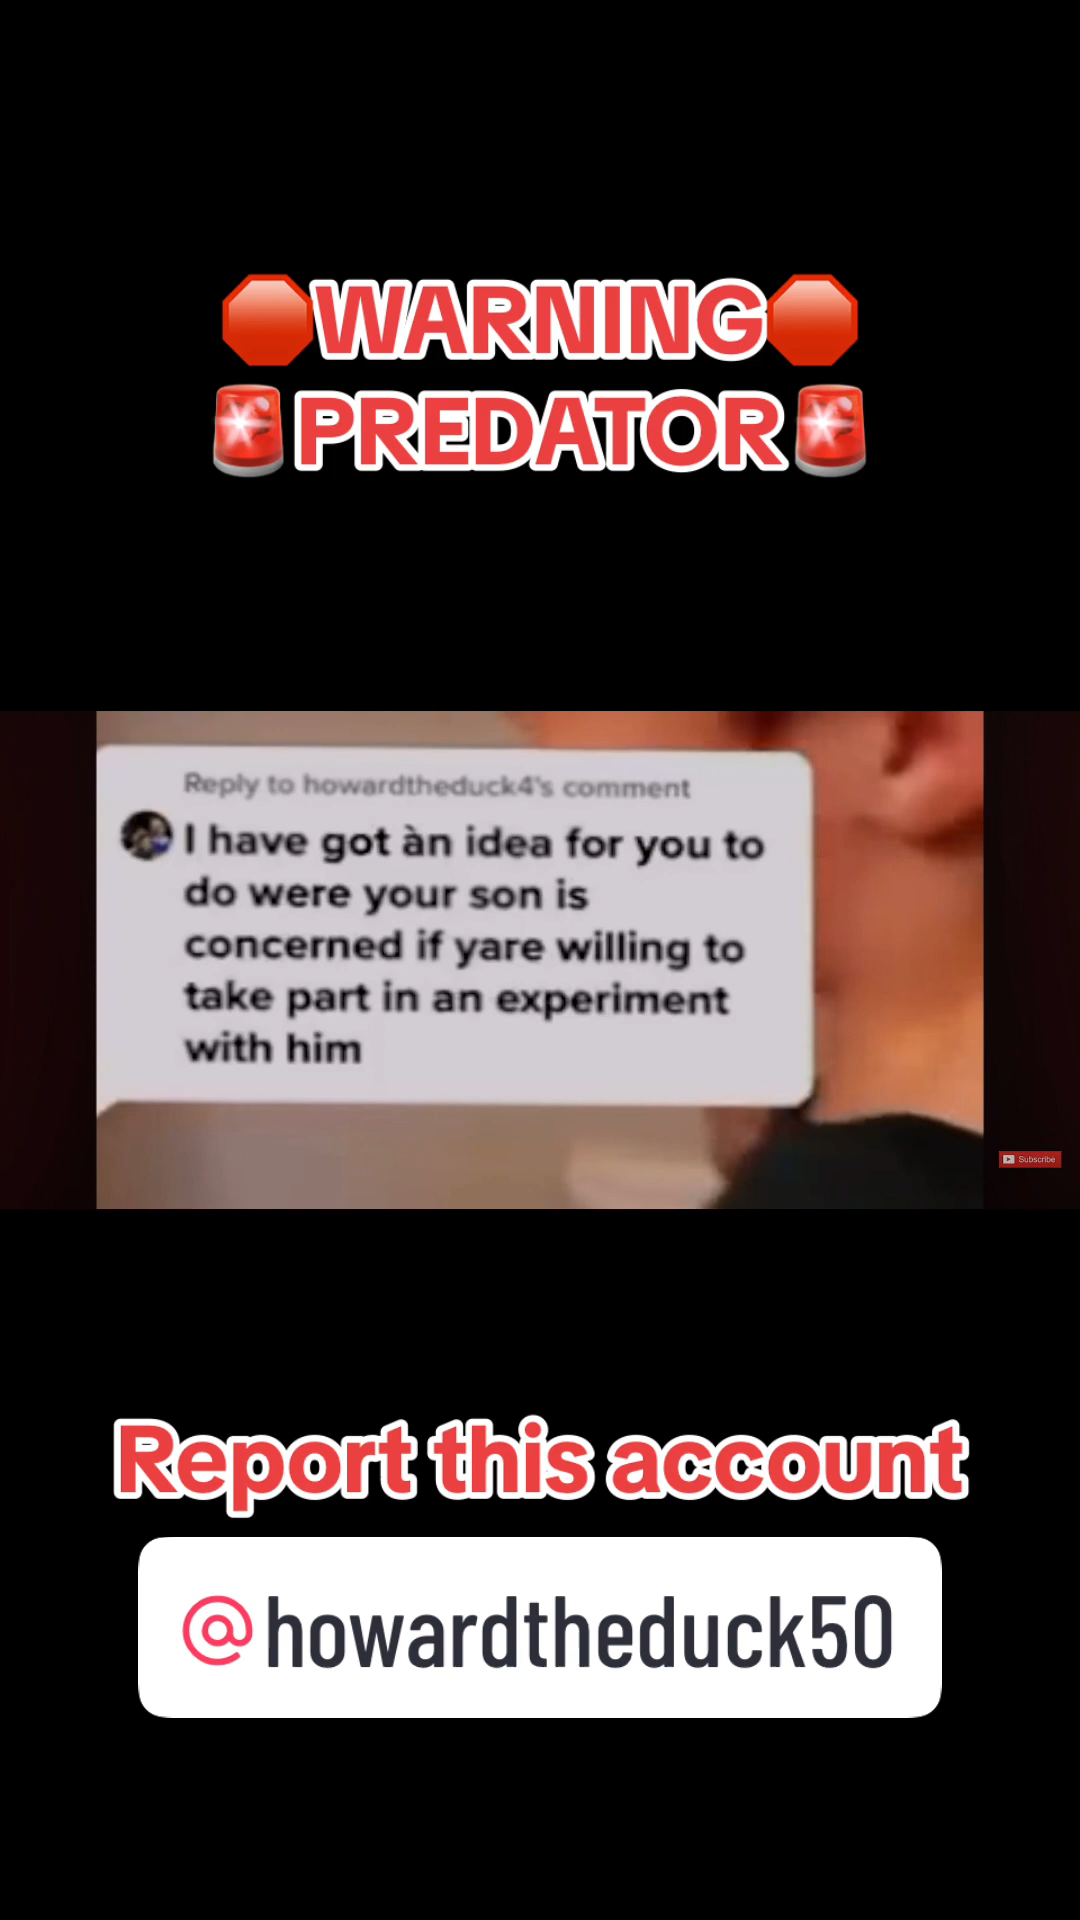 🛑WARNING🛑
🚨PREDATOR🚨
Reply to howardtheduck4's comment
I have got àn idea for you to
do were your son is
concerned if yare willing to
take part in an experiment
with him
Subscribe
Report this account
@howardtheduck50